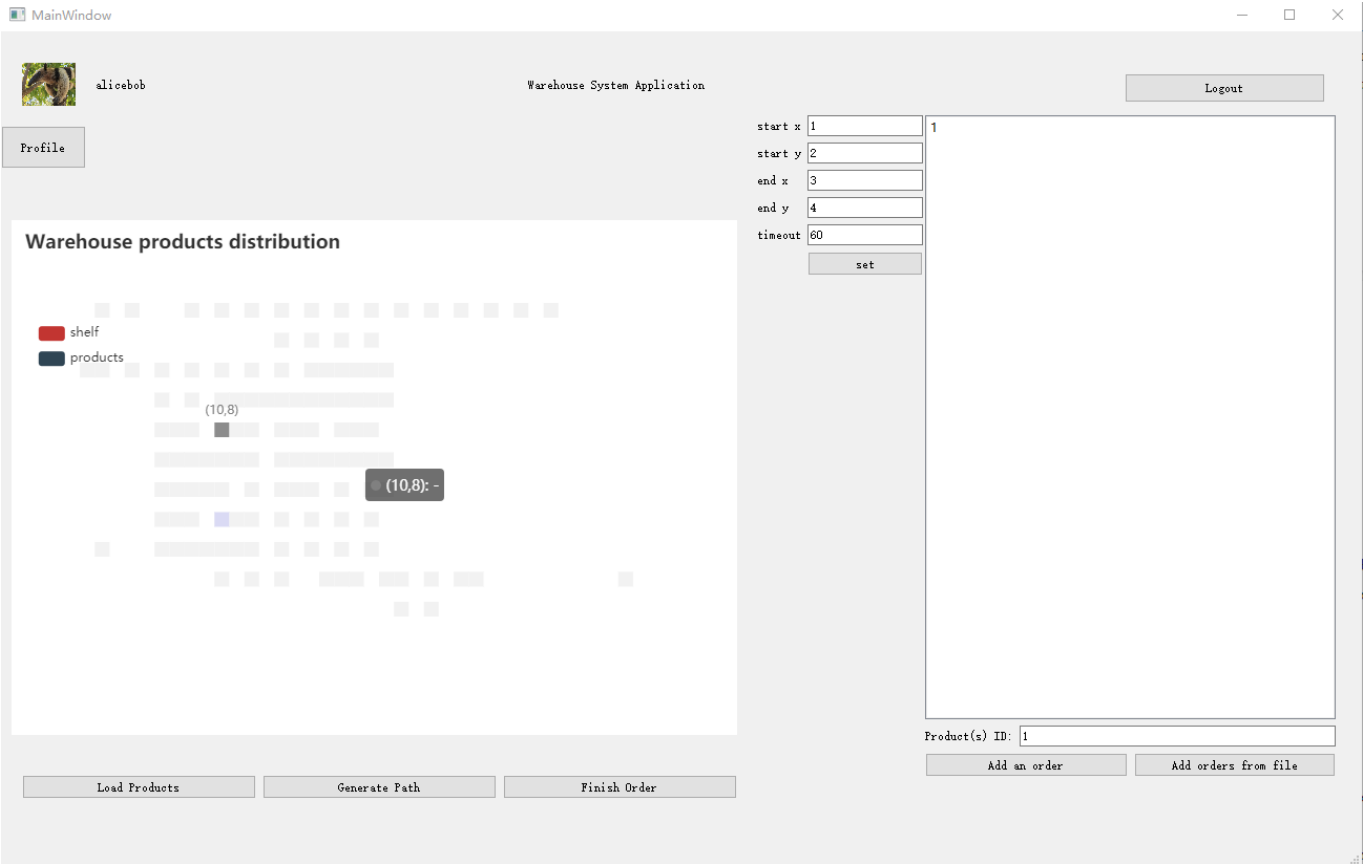 MainWindow
alicebob
Warehouse System Application
Logout
Profile
start x 1
start y 2
end x 3
end y 4
timeout 60
set
1
Warehouse products distribution
shelf
products
(10,8)
(10,8): -
Product(s) ID: 1
Add an order
Add orders from file
Load Products
Generate Path
Finish Order